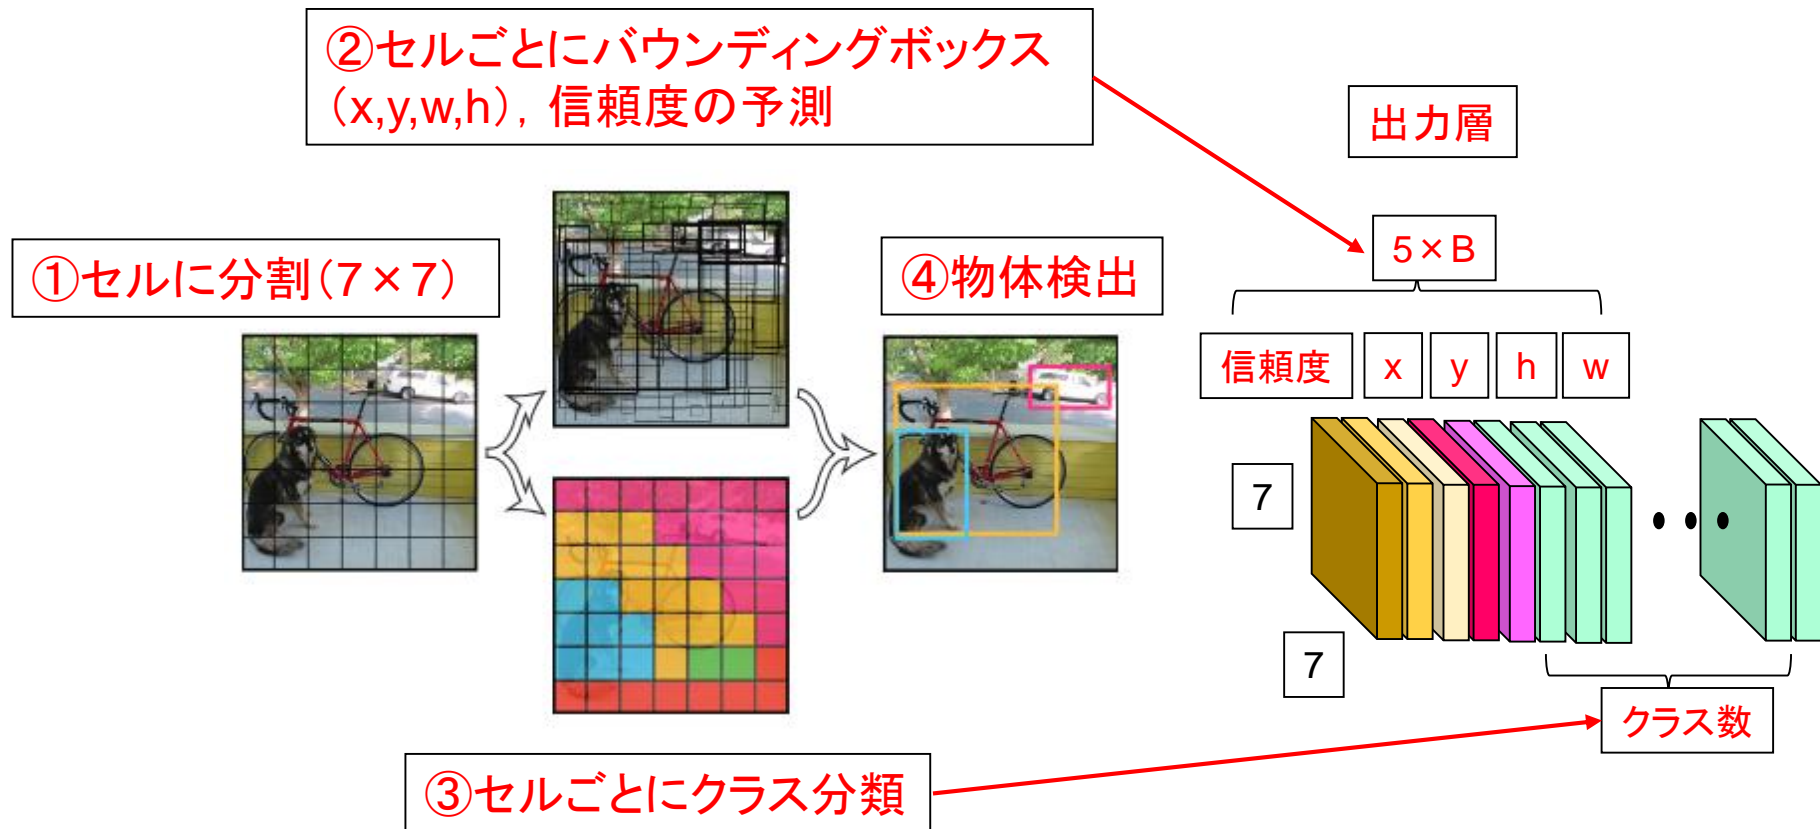 ②セルごとにバウンディングボックス
(x,y,w,h), 信頼度の予測
出力層
①セルに分割(7×7)
④物体検出
5×B
信頼度 x y h w
7
7
クラス数
③セルごとにクラス分類